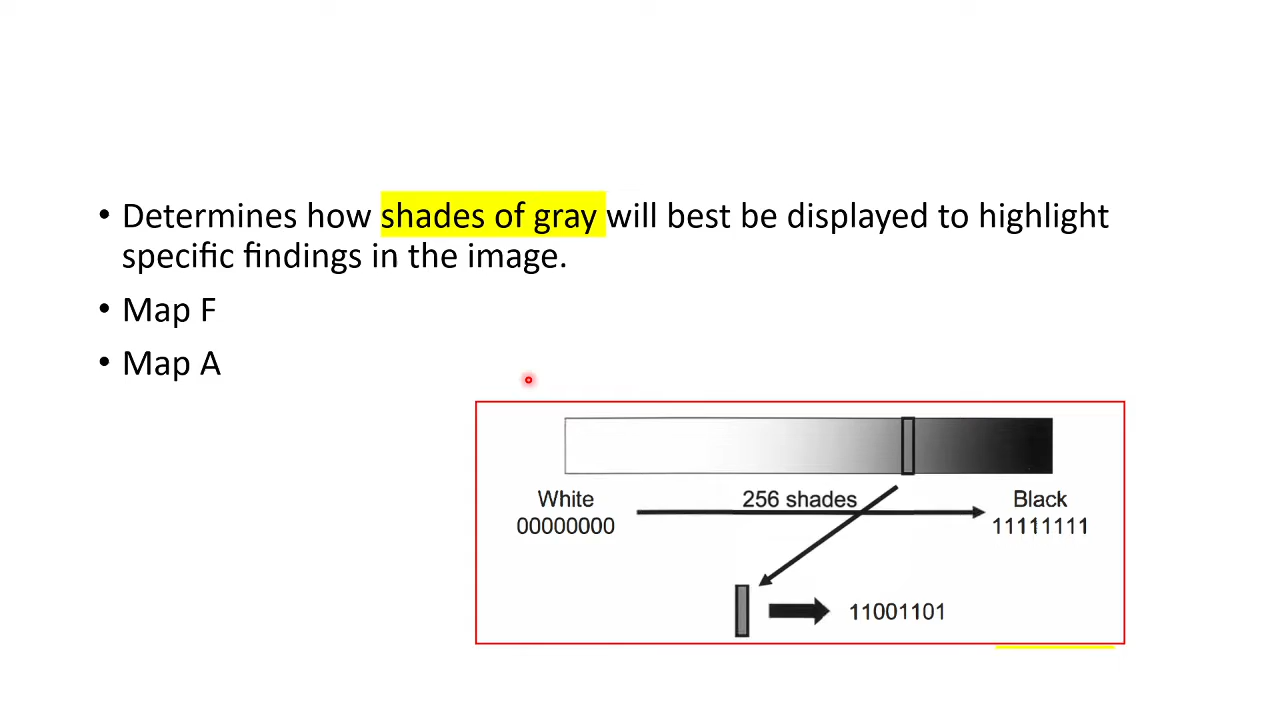 • Determines how shades of gray will best be displayed to highlight
specific findings in the image.
• Map F
• Map A
White
256 shades
Black
00000000
11111111
11001101